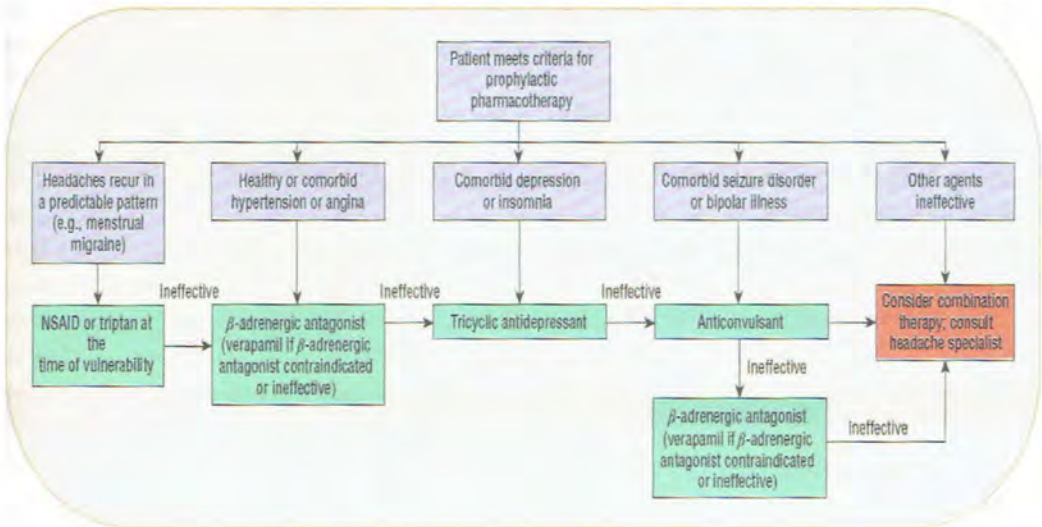 Patient meets criteria for
prophylactic
pharmacotherapy
Headaches recur in
a predictable pattern
(e.g., menstrual
migraine)
Healthy or comorbid
hypertension or angina
Comorbid depression
or insomnia
Comorbid seizure disorder
or bipolar illness
Other agents
ineffective
Ineffective
Ineffective
Ineffective
NSAID or triptan at
the
time of vulnerability
β-adrenergic antagonist
(verapamil if β-adrenergic
antagonist contraindicated
or ineffective)
Tricyclic antidepressant
Anticonvulsant
Consider combination
therapy; consult
headache specialist
Ineffective
β-adrenergic antagonist
(verapamil if β-adrenergic
antagonist contraindicated
or ineffective)
Ineffective